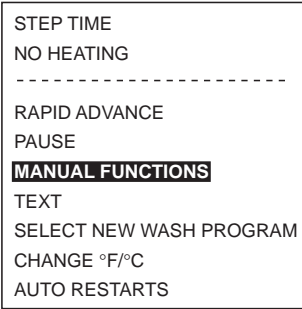 STEP TIME
NO HEATING
- - - - - - - - - - - - - - - - - - - - - -
RAPID ADVANCE
PAUSE
MANUAL FUNCTIONS
TEXT
SELECT NEW WASH PROGRAM
CHANGE °F/°C
AUTO RESTARTS